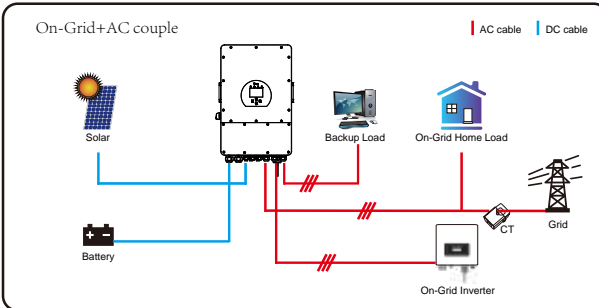 On-Grid+AC couple
AC cable
DC cable
Solar
Backup Load
On-Grid Home Load
CT
Grid
Battery
On-Grid Inverter